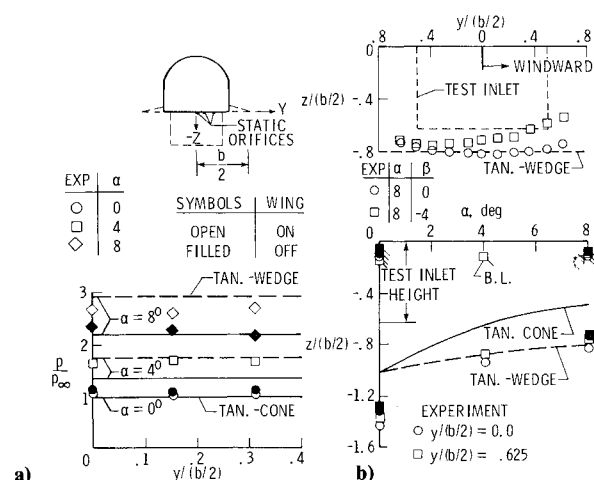 Y
-Z
STATIC
ORIFICES
b
2
EXP α
0
4
8
SYMBOLS WING
OPEN ON
FILLED OFF
TAN.-WEDGE
3
α = 8°
2
p
p∞
α = 4°
1
α = 0°
TAN.-CONE
0 .1 .2 .3 .4
y/(b/2)
a)
y/(b/2)
.8 .4 0 .4 .8
0
WINDWARD
z/(b/2) -.4
TEST INLET
-.8
TAN.-WEDGE
EXP α β
8 0
8 -4
α, deg
0 4 8
0
B.L.
TEST INLET
HEIGHT
-.4
z/(b/2)
TAN. CONE
-.8
TAN.-WEDGE
-1.2
EXPERIMENT
y/(b/2) = 0.0
y/(b/2) = .625
-1.6
b)